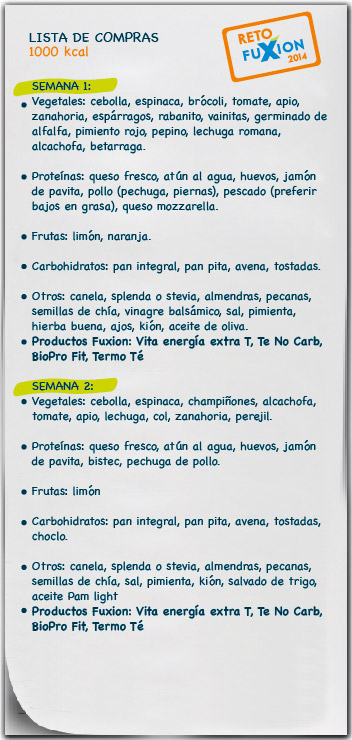 LISTA DE COMPRAS
1000 kcal
RETO
FUXION
2014
SEMANA 1:
• Vegetales: cebolla, espinaca, brócoli, tomate, apio,
zanahoria, espárragos, rabanito, vainitas, germinado de
alfalfa, pimiento rojo, pepino, lechuga romana,
alcachofa, betarraga.
• Proteínas: queso fresco, atún al agua, huevos, jamón
de pavita, pollo (pechuga, piernas), pescado (preferir
bajos en grasa), queso mozzarella.
• Frutas: limón, naranja.
• Carbohidratos: pan integral, pan pita, avena, tostadas.
• Otros: canela, splenda o stevia, almendras, pecanas,
semillas de chía, vinagre balsámico, sal, pimienta,
hierba buena, ajos, kión, aceite de oliva.
• Productos Fuxion: Vita energía extra T, Te No Carb,
BioPro Fit, Termo Té
SEMANA 2:
• Vegetales: cebolla, espinaca, champiñones, alcachofa,
tomate, apio, lechuga, col, zanahoria, perejil.
• Proteínas: queso fresco, atún al agua, huevos, jamón
de pavita, bistec, pechuga de pollo.
• Frutas: limón
• Carbohidratos: pan integral, pan pita, avena, tostadas,
choclo.
• Otros: canela, splenda o stevia, almendras, pecanas,
semillas de chía, sal, pimienta, kión, salvado de trigo,
aceite Pam light
• Productos Fuxion: Vita energía extra T, Te No Carb,
BioPro Fit, Termo Té